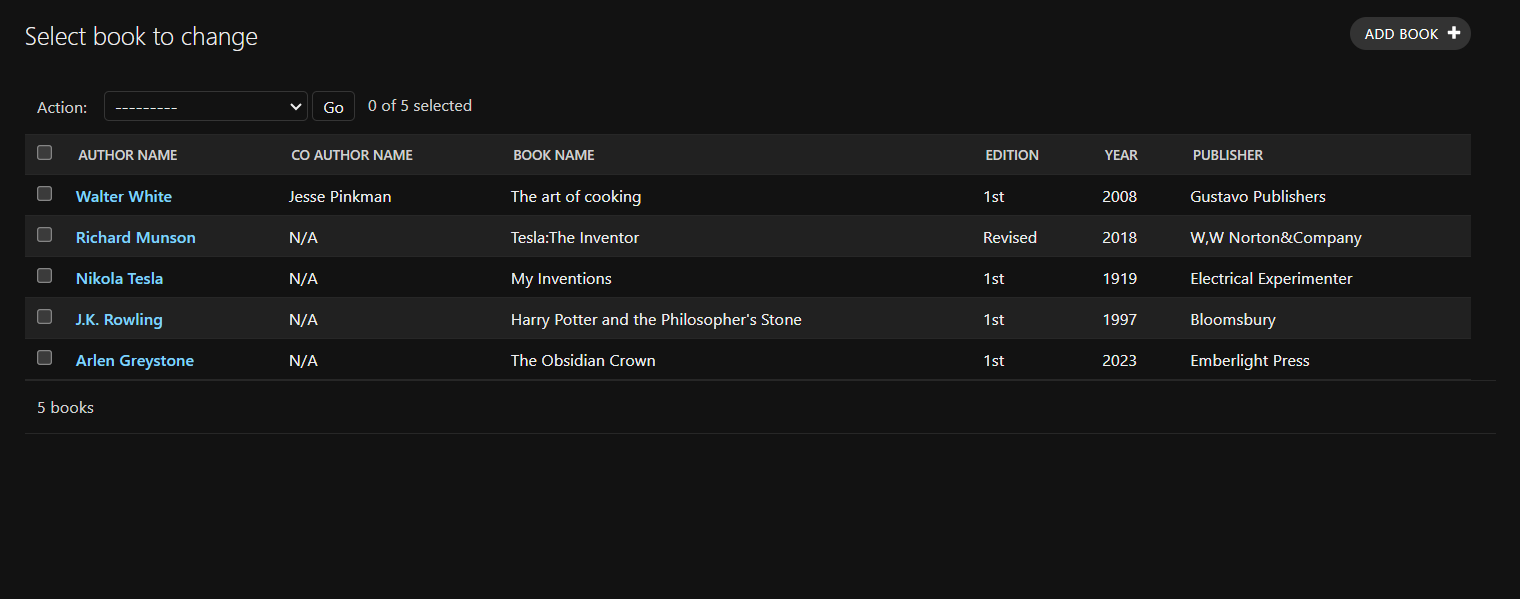 Select book to change
ADD BOOK
Action: --------- Go 0 of 5 selected
AUTHOR NAME CO AUTHOR NAME BOOK NAME EDITION YEAR PUBLISHER
Walter White Jesse Pinkman The art of cooking 1st 2008 Gustavo Publishers
Richard Munson N/A Tesla:The Inventor Revised 2018 W,W Norton&Company
Nikola Tesla N/A My Inventions 1st 1919 Electrical Experimenter
J.K. Rowling N/A Harry Potter and the Philosopher's Stone 1st 1997 Bloomsbury
Arlen Greystone N/A The Obsidian Crown 1st 2023 Emberlight Press
5 books